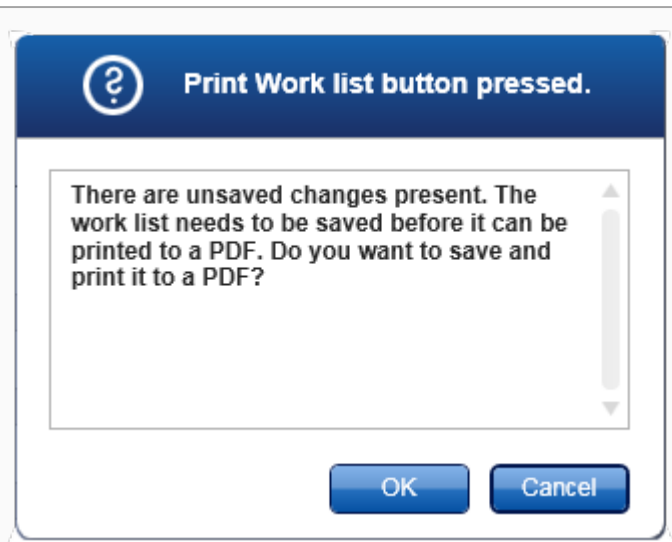 Print Work list button pressed.
There are unsaved changes present. The
work list needs to be saved before it can be
printed to a PDF. Do you want to save and
print it to a PDF?
OK Cancel